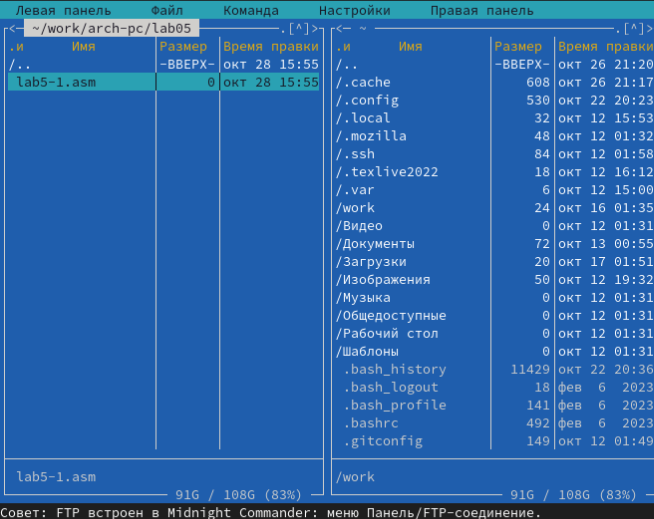 Левая панель Файл Команда Настройки Правая панель
<— ~/work/arch-pc/lab05 .[^]>
.и Имя Размер Время правки
/.. -ВВЕРХ- окт 28 15:55
lab5-1.asm 0 окт 28 15:55
lab5-1.asm
91G / 108G (83%)
<— ~ .[^]>
.и Имя Размер Время правки
/.. -ВВЕРХ- окт 26 21:20
/.cache 608 окт 26 21:17
/.config 530 окт 22 20:23
/.local 32 окт 12 15:53
/.mozilla 48 окт 12 01:32
/.ssh 84 окт 12 01:58
/.texlive2022 18 окт 12 16:12
/.var 6 окт 12 15:00
/work 24 окт 16 01:35
/Видео 0 окт 12 01:31
/Документы 72 окт 13 00:55
/Загрузки 20 окт 17 01:51
/Изображения 50 окт 12 19:32
/Музыка 0 окт 12 01:31
/Общедоступные 0 окт 12 01:31
/Рабочий стол 0 окт 12 01:31
/Шаблоны 0 окт 12 01:31
.bash_history 11429 окт 22 20:36
.bash_logout 18 фев 6 2023
.bash_profile 141 фев 6 2023
.bashrc 492 фев 6 2023
.gitconfig 149 окт 12 01:49
/work
91G / 108G (83%)
Совет: FTP встроен в Midnight Commander: меню Панель/FTP-соединение.